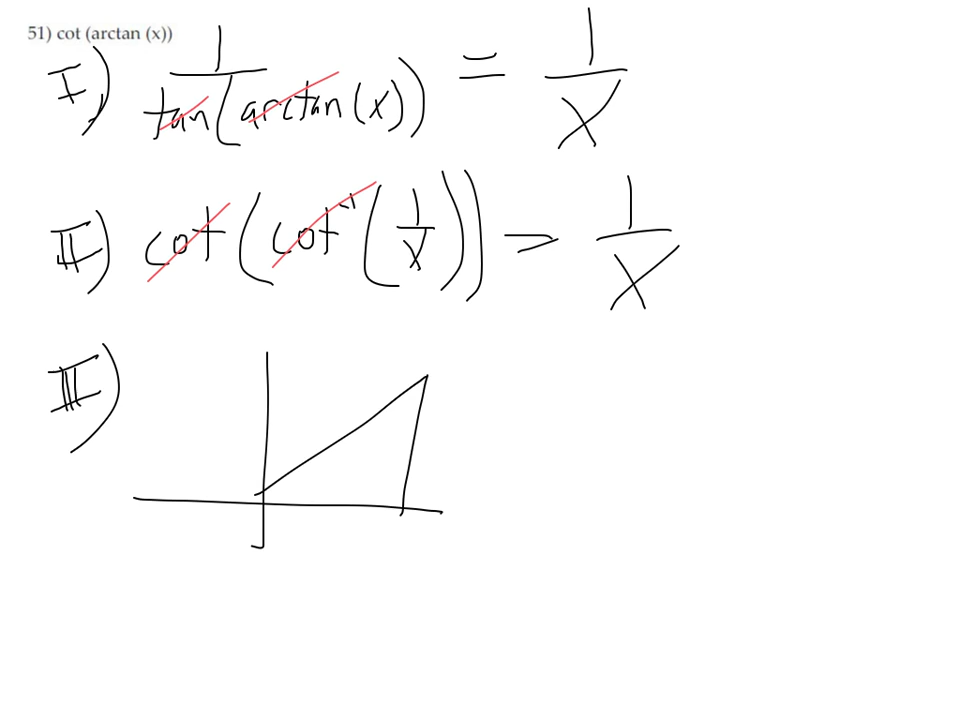 51) cot (arctan (x))
I) 1/tan(arctan(x)) = 1/x
II) cot(cot⁻¹(1/x)) = 1/x
III)